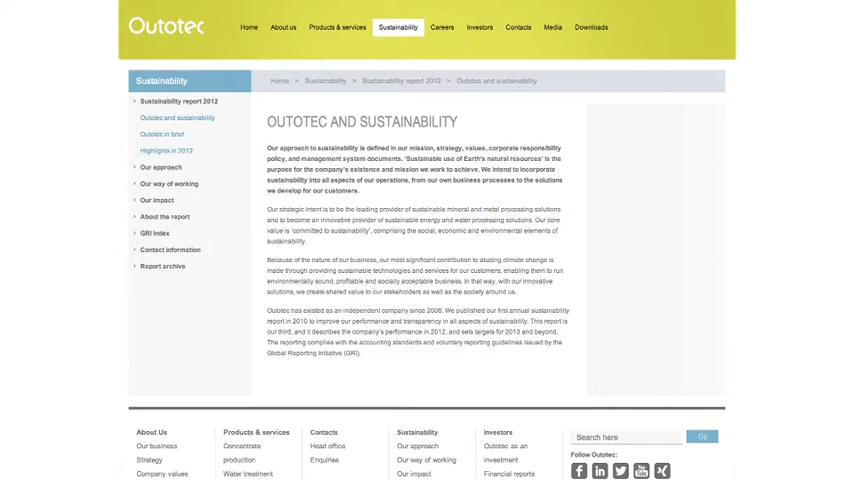 Outotec
Home
About us
Products & services
Sustainability
Careers
Investors
Contacts
Media
Downloads
Sustainability
Home > Sustainability > Sustainability report 2012 > Outotec and sustainability
Sustainability report 2012
Outotec and sustainability
Outotec in brief
Highlights in 2012
Our approach
Our way of working
Our impact
About the report
GRI Index
Contact information
Report archive
OUTOTEC AND SUSTAINABILITY
Our approach to sustainability is defined in our mission, strategy, values, corporate responsibility
policy, and management system documents. 'Sustainable use of Earth's natural resources' is the
purpose for the company's existence and mission we work to achieve. We intend to incorporate
sustainability into all aspects of our operations, from our own business processes to the solutions
we develop for our customers.
Our strategic intent is to be the leading provider of sustainable mineral and metal processing solutions
and to become an innovative provider of sustainable energy and water processing solutions. Our core
value is 'committed to sustainability', comprising the social, economic and environmental elements of
sustainability.
Because of the nature of our business, our most significant contribution to abating climate change is
made through providing sustainable technologies and services for our customers, enabling them to run
environmentally sound, profitable and socially acceptable business. In that way, with our innovative
solutions, we create shared value to our stakeholders as well as the society around us.
Outotec has existed as an independent company since 2006. We published our first annual sustainability
report in 2010 to improve our performance and transparency in all aspects of sustainability. This report is
our third, and it describes the company's performance in 2012, and sets targets for 2013 and beyond.
The reporting complies with the accounting standards and voluntary reporting guidelines issued by the
Global Reporting Initiative (GRI).
About Us
Our business
Strategy
Company values
Products & services
Concentrate
production
Water treatment
Contacts
Head office
Enquiries
Sustainability
Our approach
Our way of working
Our impact
Investors
Outotec as an
investment
Financial reports
Search here
Go
Follow Outotec:
f in You Tube X